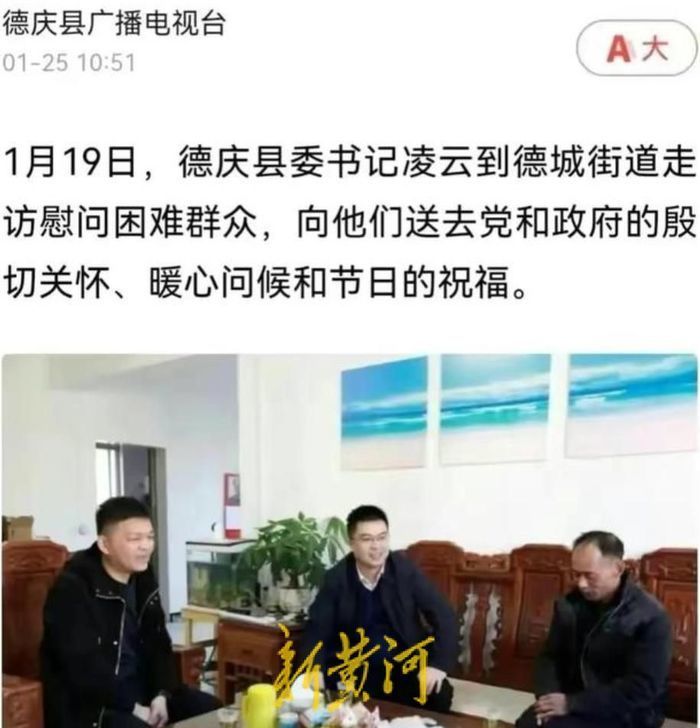 德庆县广播电视台
01-25 10:51
A大
1月19日，德庆县委书记凌云到德城街道走
访慰问困难群众，向他们送去党和政府的殷
切关怀、暖心问候和节日的祝福。
新黄河